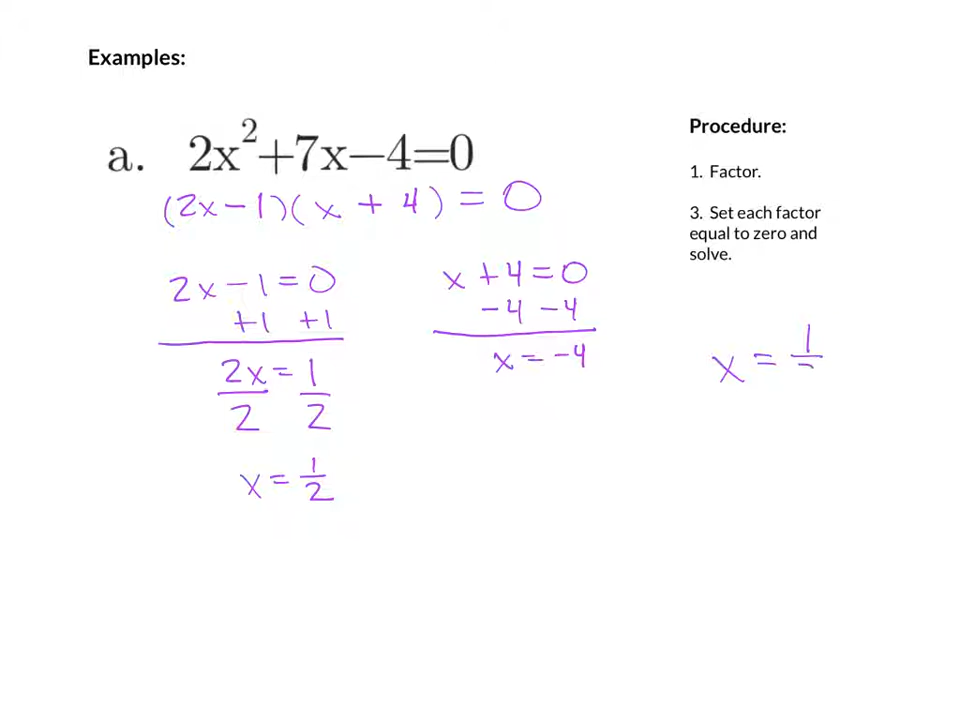 Examples:
a. 2x²+7x−4=0
(2x−1)(x + 4) = 0
2x−1=0
+1 +1
2x = 1
2 2
x = 1/2
x+4=0
−4 −4
x = −4
Procedure:
1. Factor.
3. Set each factor
equal to zero and
solve.
x = 1